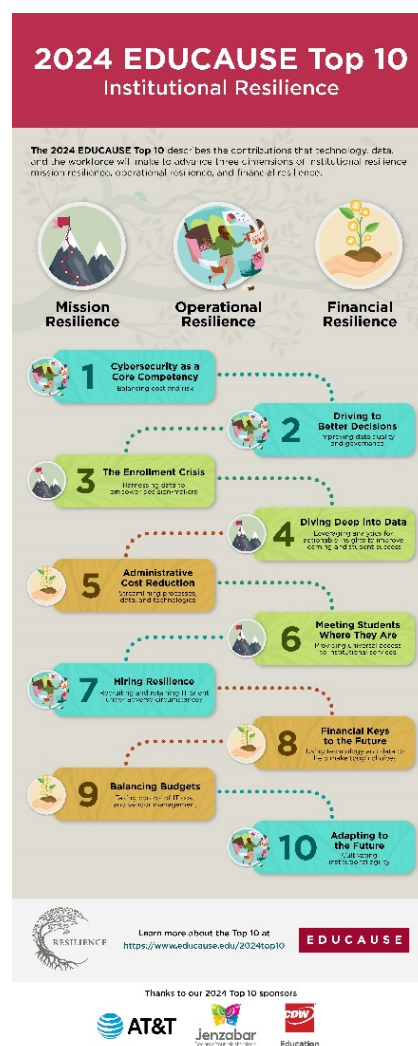 2024 EDUCAUSE Top 10
Institutional Resilience
The 2024 EDUCAUSE Top 10 describes the contributions that technology, data,
and the workforce will make to advance three dimensions of institutional resilience
mission resilience, operational resilience, and financial resilience.
Mission
Resilience
Operational
Resilience
Financial
Resilience
1
Cybersecurity as a
Core Competency
Balancing cost and risk
2
Driving to
Better Decisions
Improving data quality
and governance
3
The Enrollment Crisis
Harnessing data to
empower decision-makers
4
Diving Deep into Data
Leveraging analytics for
actionable insights to improve
learning and student success
5
Administrative
Cost Reduction
Streamlining processes,
data, and technologies
6
Meeting Students
Where They Are
Providing universal access
to institutional services
7
Hiring Resilience
Recruiting and retaining IT talent
under adverse circumstances
8
Financial Keys
to the Future
Using technology and data to
help make tough choices
9
Balancing Budgets
Taking control of IT cost
and vendor management
10
Adapting to
the Future
Cultivating
institutional agility
RESILIENCE
Learn more about the Top 10 at
https://www.educause.edu/2024top10
EDUCAUSE
Thanks to our 2024 Top 10 sponsors
AT&T
Jenzabar
CDW
Education